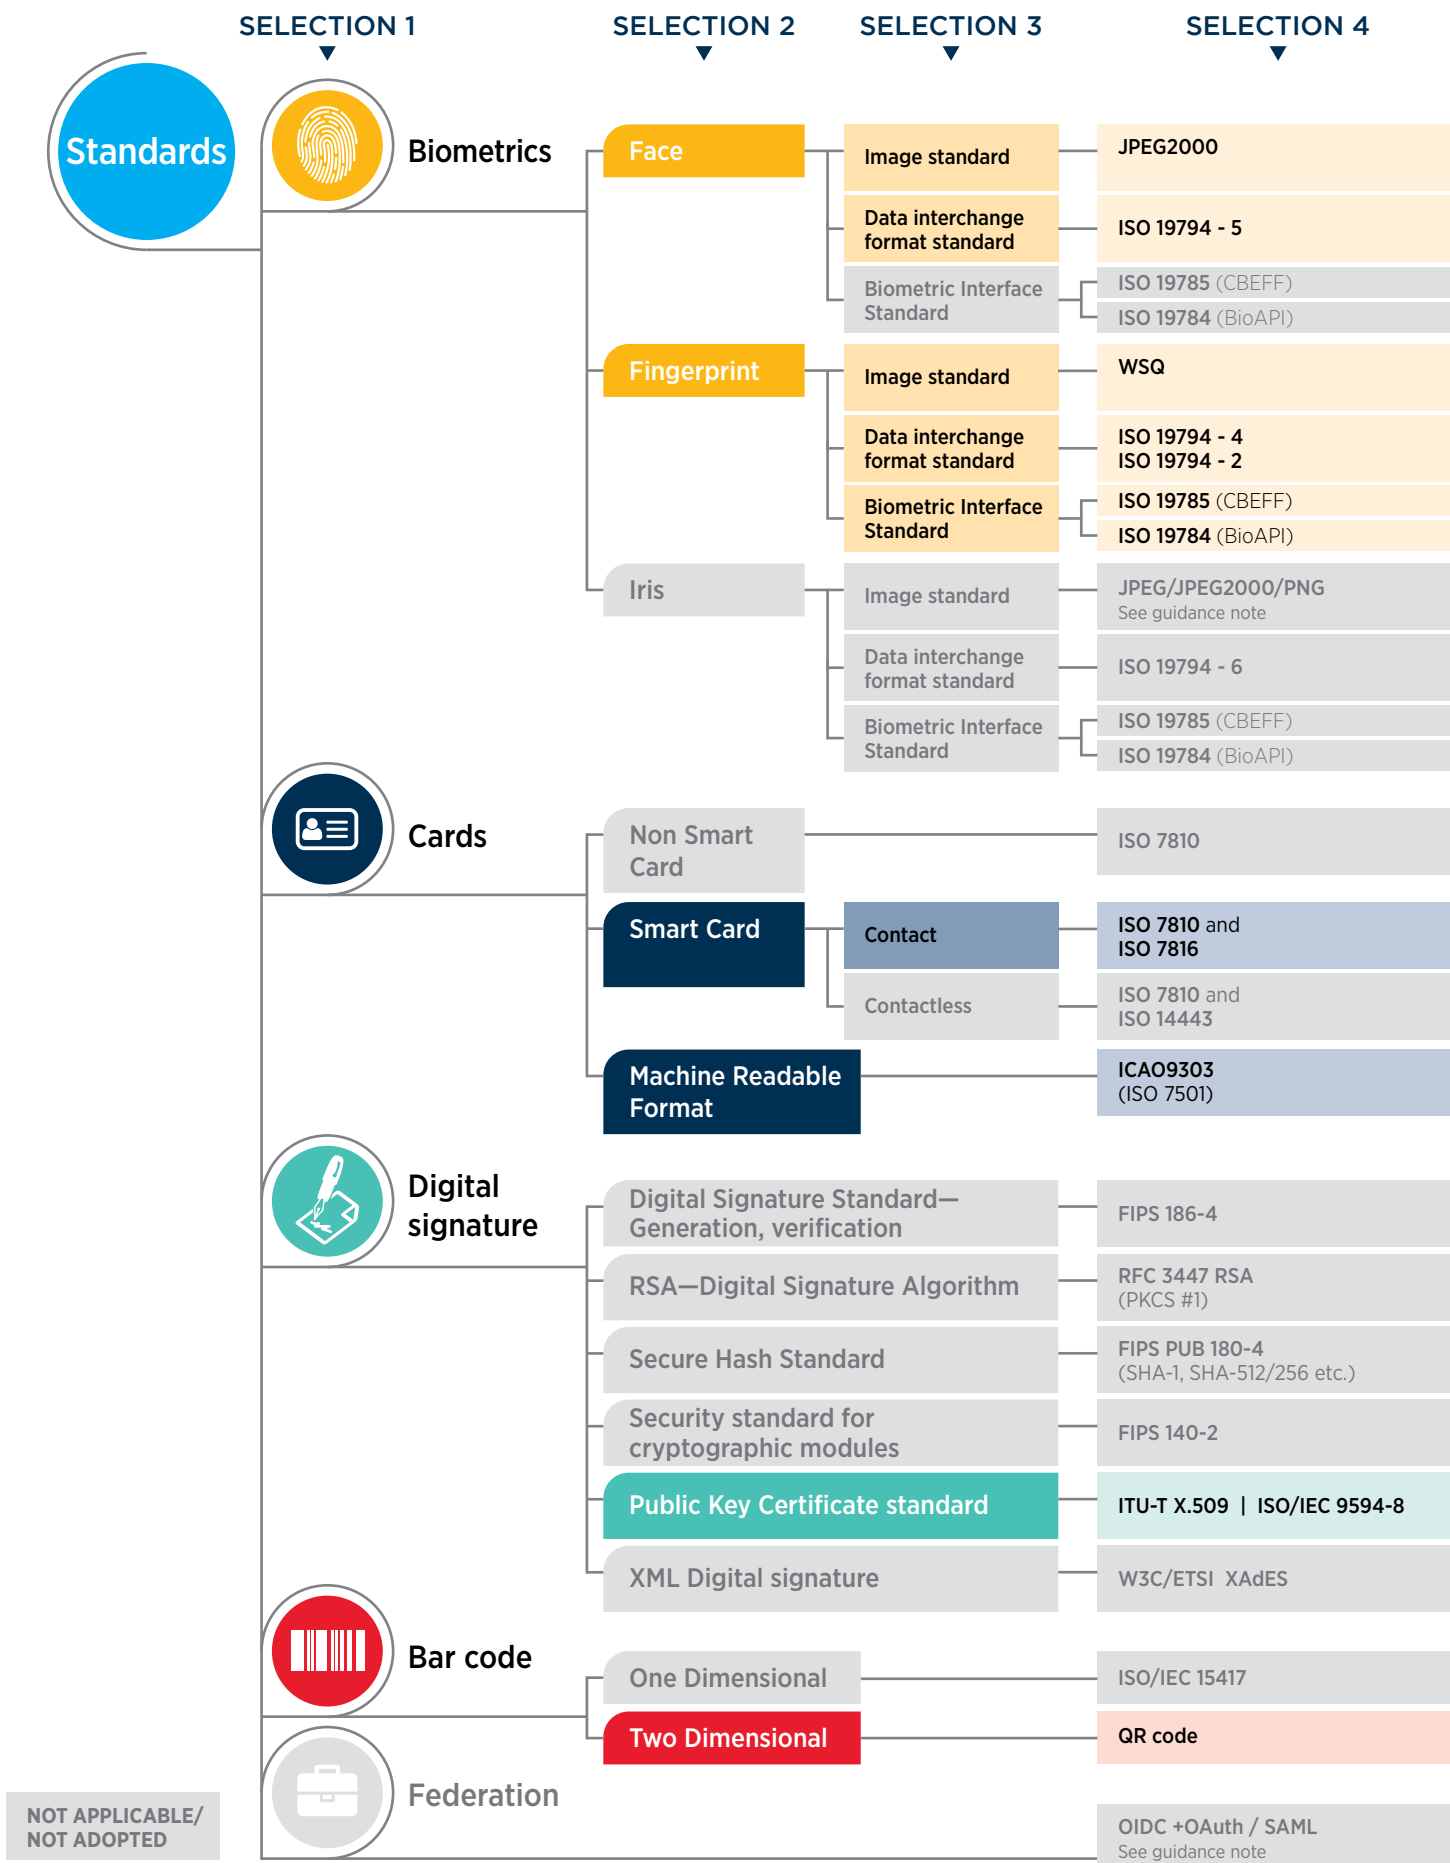 SELECTION 1
SELECTION 2
SELECTION 3
SELECTION 4
Standards
Biometrics
Face
Image standard
JPEG2000
Data interchange
format standard
ISO 19794 - 5
Biometric Interface
Standard
ISO 19785 (CBEFF)
ISO 19784 (BioAPI)
Fingerprint
Image standard
WSQ
Data interchange
format standard
ISO 19794 - 4
ISO 19794 - 2
Biometric Interface
Standard
ISO 19785 (CBEFF)
ISO 19784 (BioAPI)
Iris
Image standard
JPEG/JPEG2000/PNG
See guidance note
Data interchange
format standard
ISO 19794 - 6
Biometric Interface
Standard
ISO 19785 (CBEFF)
ISO 19784 (BioAPI)
Cards
Non Smart
Card
ISO 7810
Smart Card
Contact
ISO 7810 and
ISO 7816
Contactless
ISO 7810 and
ISO 14443
Machine Readable
Format
ICAO9303
(ISO 7501)
Digital
signature
Digital Signature Standard—
Generation, verification
FIPS 186-4
RSA—Digital Signature Algorithm
RFC 3447 RSA
(PKCS #1)
Secure Hash Standard
FIPS PUB 180-4
(SHA-1, SHA-512/256 etc.)
Security standard for
cryptographic modules
FIPS 140-2
Public Key Certificate standard
ITU-T X.509 | ISO/IEC 9594-8
XML Digital signature
W3C/ETSI XAdES
Bar code
One Dimensional
ISO/IEC 15417
Two Dimensional
QR code
Federation
OIDC +OAuth / SAML
See guidance note
NOT APPLICABLE/
NOT ADOPTED